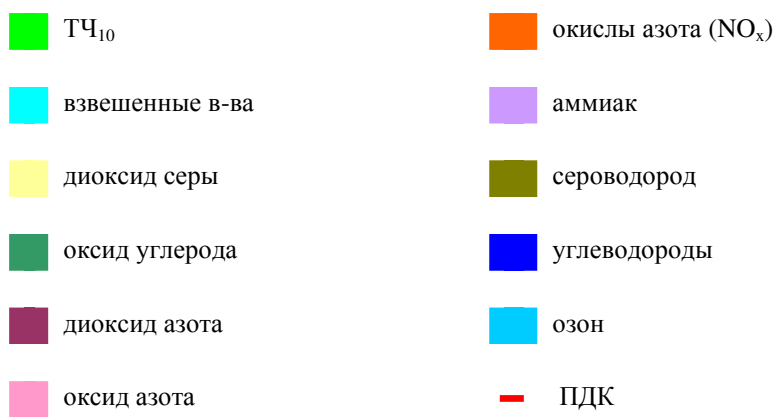 ТЧ₁₀
взвешенные в-ва
диоксид серы
оксид углерода
диоксид азота
оксид азота
окислы азота (NOₓ)
аммиак
сероводород
углеводороды
озон
ПДК